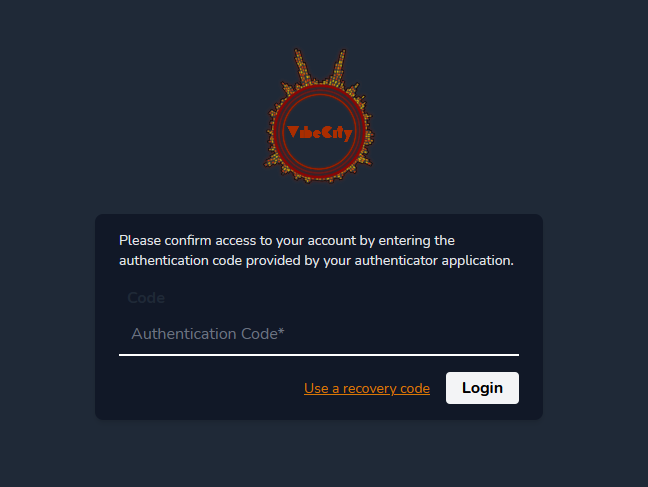 VibeCity
Please confirm access to your account by entering the
authentication code provided by your authenticator application.
Code
Authentication Code*
Use a recovery code
Login